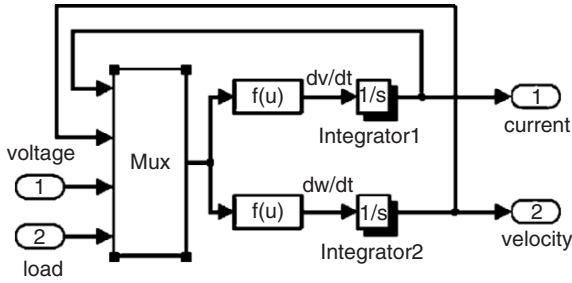 dv/dt
f(u)
1/s
1
Integrator1
current
voltage
Mux
1
dw/dt
2
f(u)
1/s
2
load
Integrator2
velocity